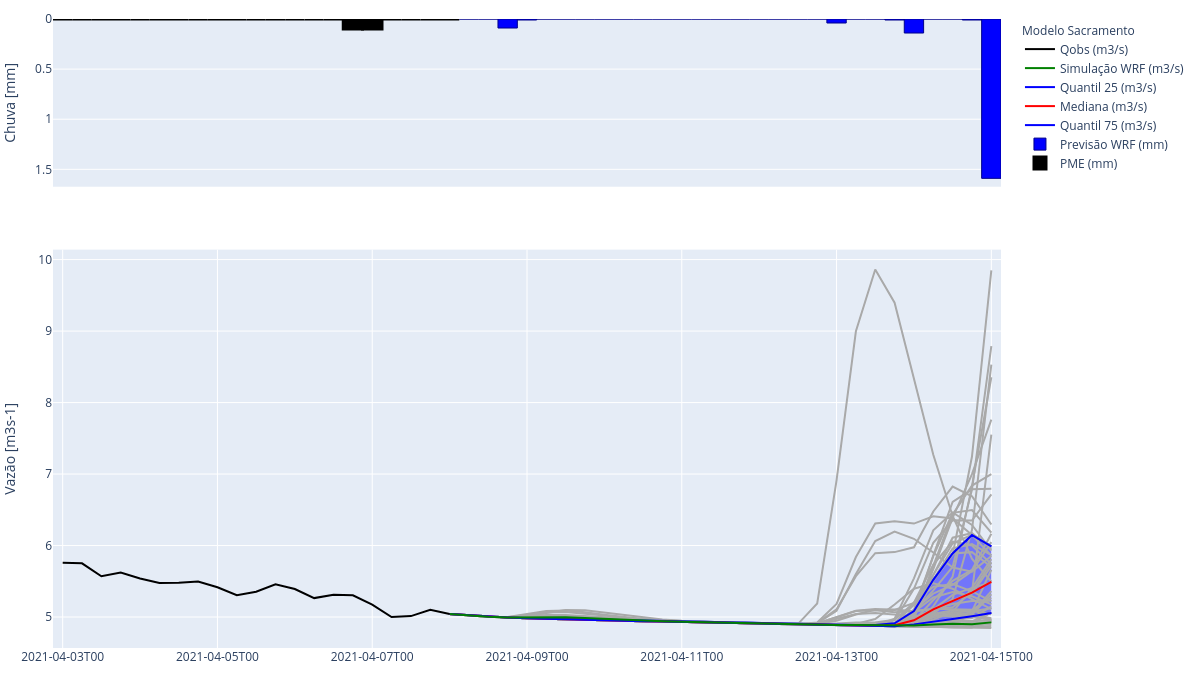 Chuva [mm]
0
0.5
1
1.5
Modelo Sacramento
Qobs (m3/s)
Simulação WRF (m3/s)
Quantil 25 (m3/s)
Mediana (m3/s)
Quantil 75 (m3/s)
Previsão WRF (mm)
PME (mm)
Vazão [m3s-1]
10
9
8
7
6
5
2021-04-03T00
2021-04-05T00
2021-04-07T00
2021-04-09T00
2021-04-11T00
2021-04-13T00
2021-04-15T00